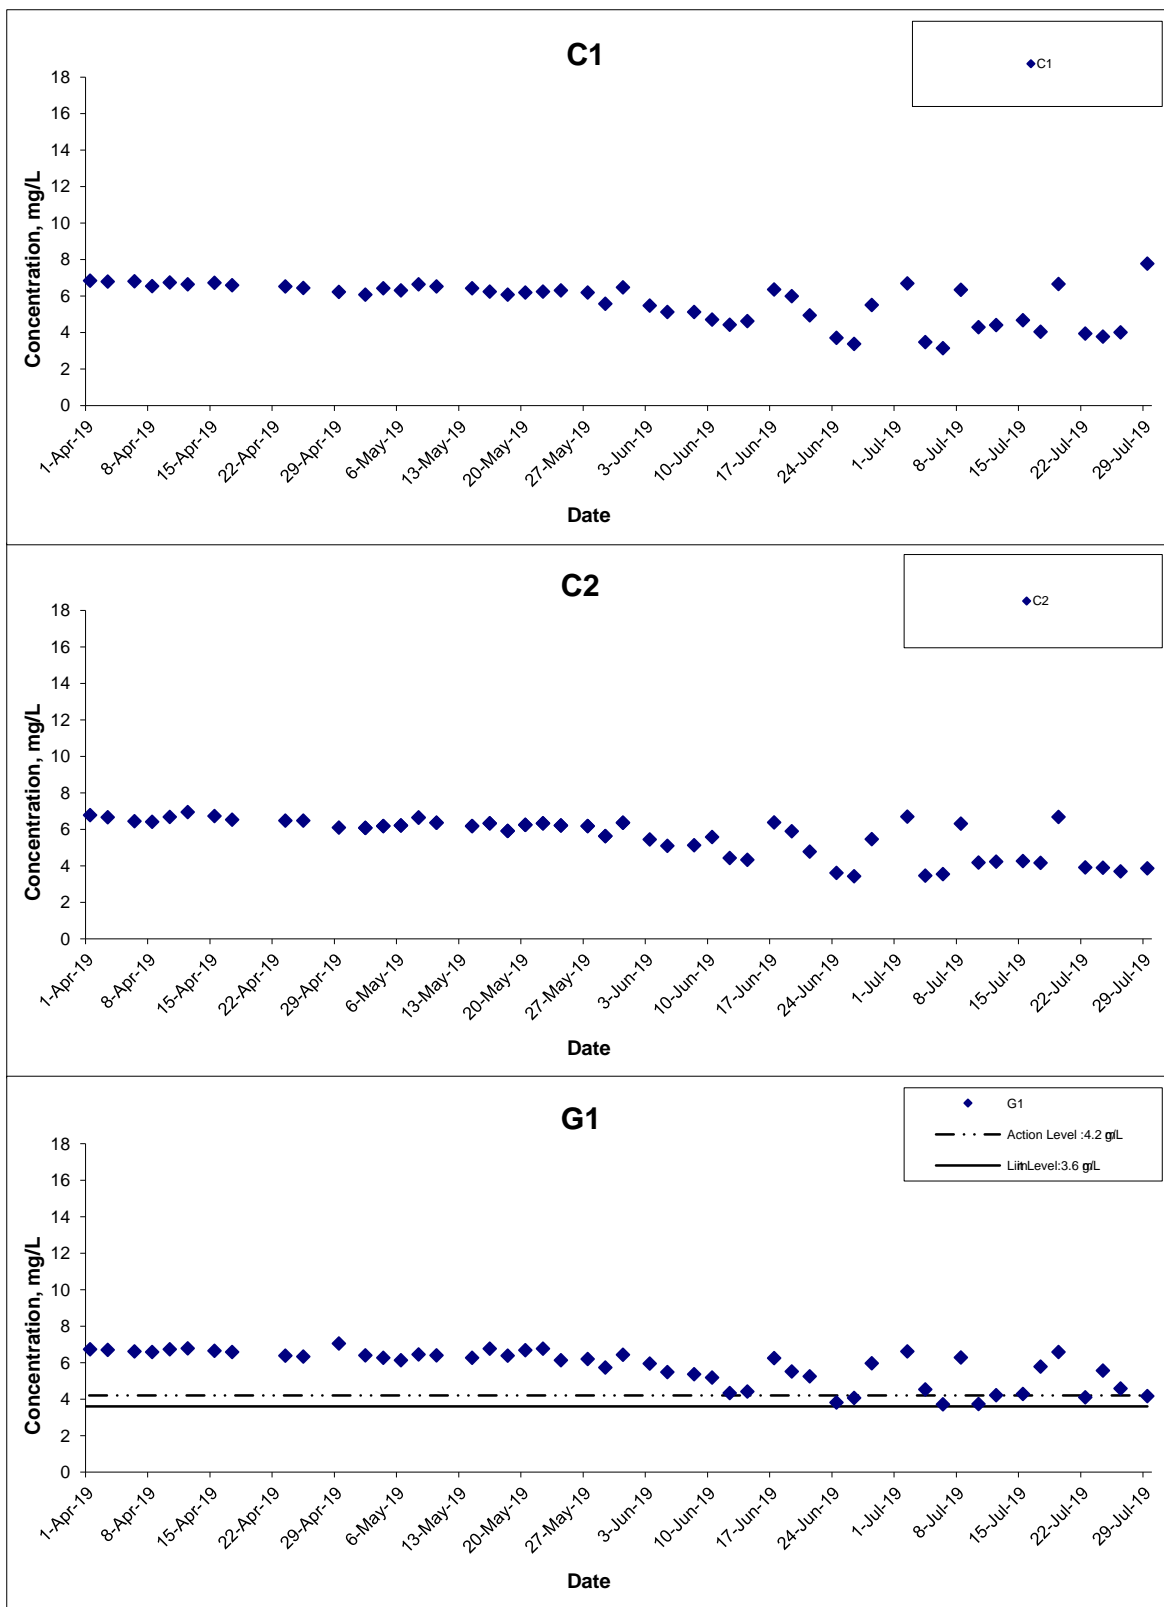 C1
C1
18
16
14
12
10
8
6
4
2
0
Concentration, mg/L
1-Apr-19
8-Apr-19
15-Apr-19
22-Apr-19
29-Apr-19
6-May-19
13-May-19
20-May-19
27-May-19
3-Jun-19
10-Jun-19
17-Jun-19
24-Jun-19
1-Jul-19
8-Jul-19
15-Jul-19
22-Jul-19
29-Jul-19
Date
C2
C2
18
16
14
12
10
8
6
4
2
0
Concentration, mg/L
1-Apr-19
8-Apr-19
15-Apr-19
22-Apr-19
29-Apr-19
6-May-19
13-May-19
20-May-19
27-May-19
3-Jun-19
10-Jun-19
17-Jun-19
24-Jun-19
1-Jul-19
8-Jul-19
15-Jul-19
22-Jul-19
29-Jul-19
Date
G1
G1
Action Level :4.2 mg/L
Limit Level:3.6 mg/L
18
16
14
12
10
8
6
4
2
0
Concentration, mg/L
1-Apr-19
8-Apr-19
15-Apr-19
22-Apr-19
29-Apr-19
6-May-19
13-May-19
20-May-19
27-May-19
3-Jun-19
10-Jun-19
17-Jun-19
24-Jun-19
1-Jul-19
8-Jul-19
15-Jul-19
22-Jul-19
29-Jul-19
Date